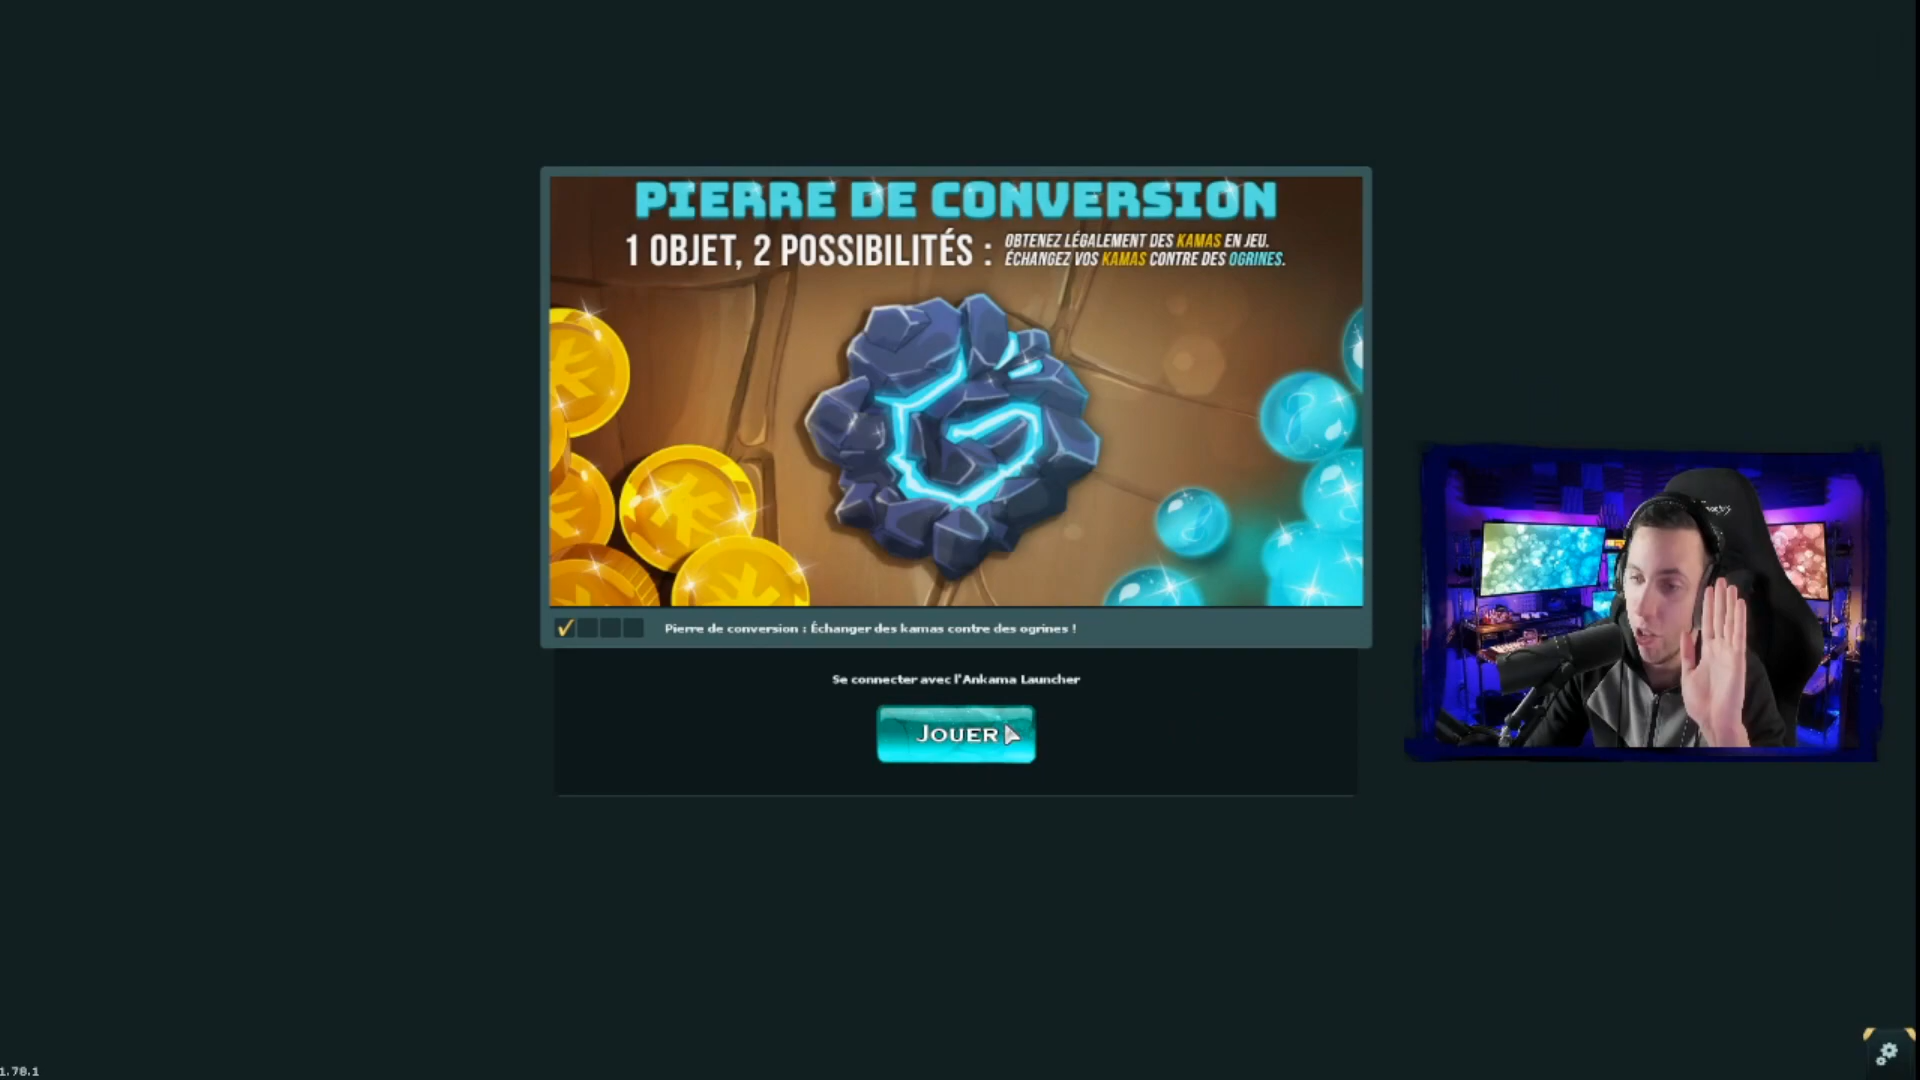 PIERRE DE CONVERSION
1 OBJET, 2 POSSIBILITÉS :
OBTENEZ LÉGALEMENT DES KAMAS EN JEU.
ÉCHANGEZ VOS KAMAS CONTRE DES OGRINES.
Pierre de conversion : Échanger des kamas contre des ogrines !
Se connecter avec l'Ankama Launcher
JOUER
1.78.1